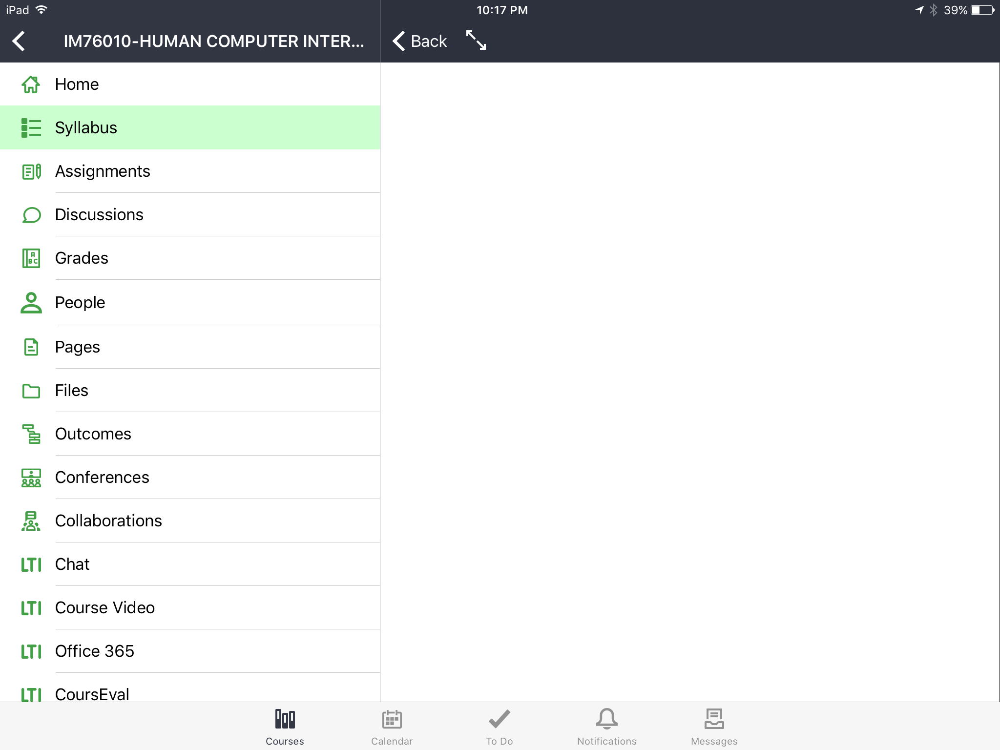 iPad
10:17 PM
39%
IM76010-HUMAN COMPUTER INTER...
Back
Home
Syllabus
Assignments
Discussions
A
B C
Grades
People
Pages
Files
Outcomes
Conferences
Collaborations
LTI Chat
LTI Course Video
LTI Office 365
LTI CoursEval
Courses
Calendar
To Do
Notifications
Messages